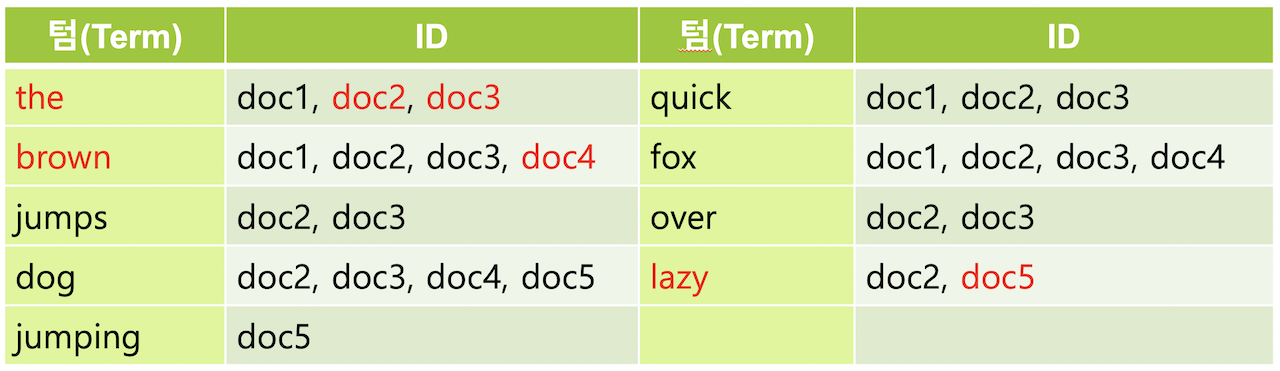 텀(Term) ID 텀(Term) ID
the doc1, doc2, doc3 quick doc1, doc2, doc3
brown doc1, doc2, doc3, doc4 fox doc1, doc2, doc3, doc4
jumps doc2, doc3 over doc2, doc3
dog doc2, doc3, doc4, doc5 lazy doc2, doc5
jumping doc5